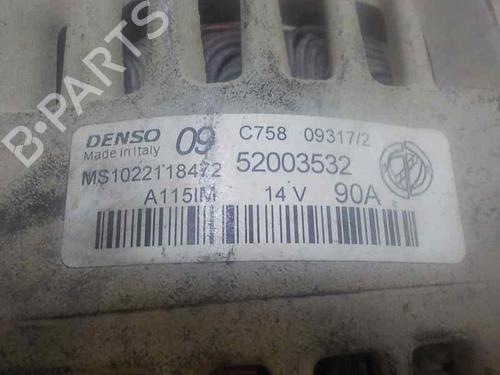 B-PARTS
DENSO 09 C758 09317/2
Made in Italy
MS1022118472 52003532
A115IM 14 V 90A